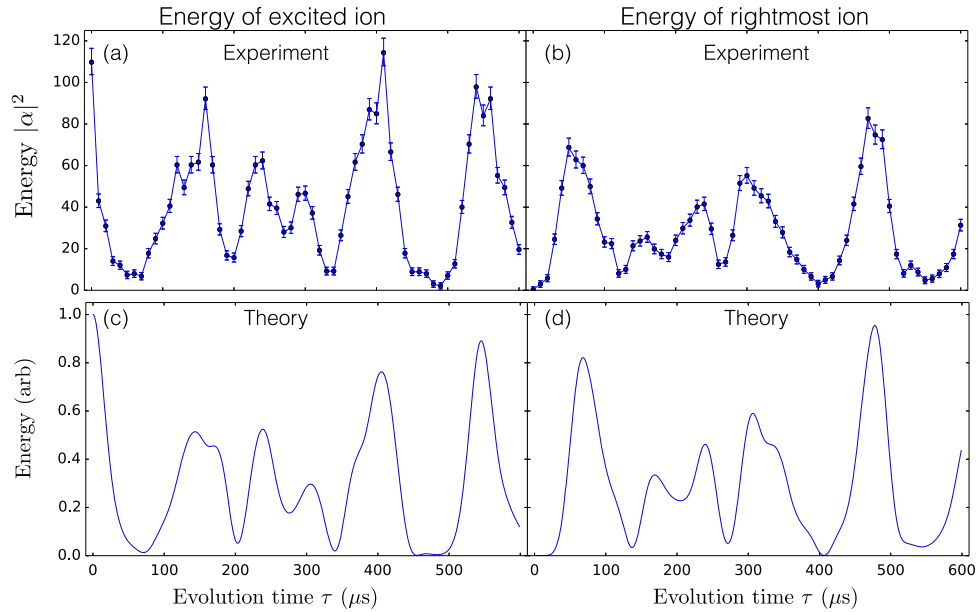 Energy of excited ion
Energy of rightmost ion
(a)
Experiment
(b)
Experiment
Energy |α|²
120
100
80
60
40
20
0
(c)
Theory
(d)
Theory
Energy (arb)
1.0
0.8
0.6
0.4
0.2
0.0
0 100 200 300 400 500
0 100 200 300 400 500 600
Evolution time τ (μs)
Evolution time τ (μs)